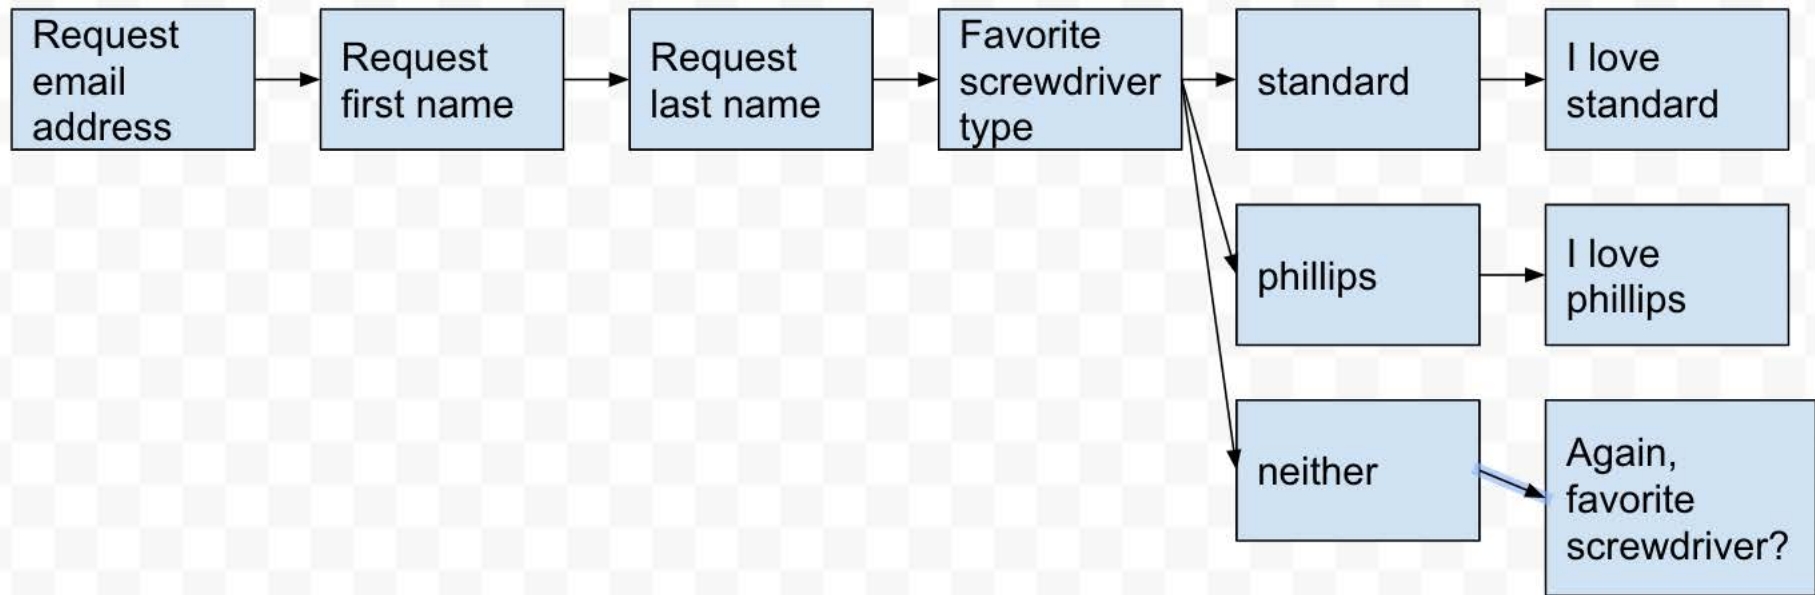 Request
email
address
Request
first name
Request
last name
Favorite
screwdriver
type
standard
I love
standard
phillips
I love
phillips
neither
Again,
favorite
screwdriver?